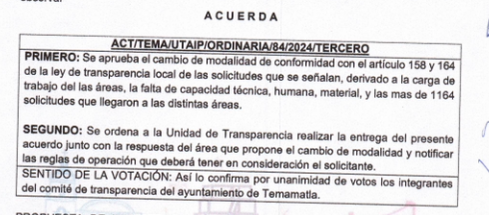 ACUERDA
ACT/TEMA/UTAIP/ORDINARIA/84/2024/TERCERO
PRIMERO: Se aprueba el cambio de modalidad de conformidad con el artículo 158 y 164
de la ley de transparencia local de las solicitudes que se señalan, derivado a la carga de
trabajo del las áreas, la falta de capacidad técnica, humana, material, y las mas de 1164
solicitudes que llegaron a las distintas áreas.
SEGUNDO: Se ordena a la Unidad de Transparencia realizar la entrega del presente
acuerdo junto con la respuesta del área que propone el cambio de modalidad y notificar
las reglas de operación que deberá tener en consideración el solicitante.
SENTIDO DE LA VOTACIÓN: Así lo confirma por unanimidad de votos los integrantes
del comité de transparencia del ayuntamiento de Temamatla.